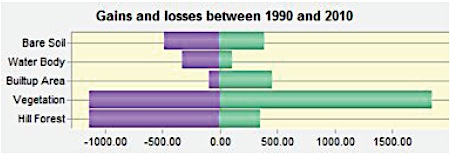 Gains and losses between 1990 and 2010
Bare Soil
Water Body
Builtup Area
Vegetation
Hill Forest
-1000.00 -500.00 0.00 500.00 1000.00 1500.00